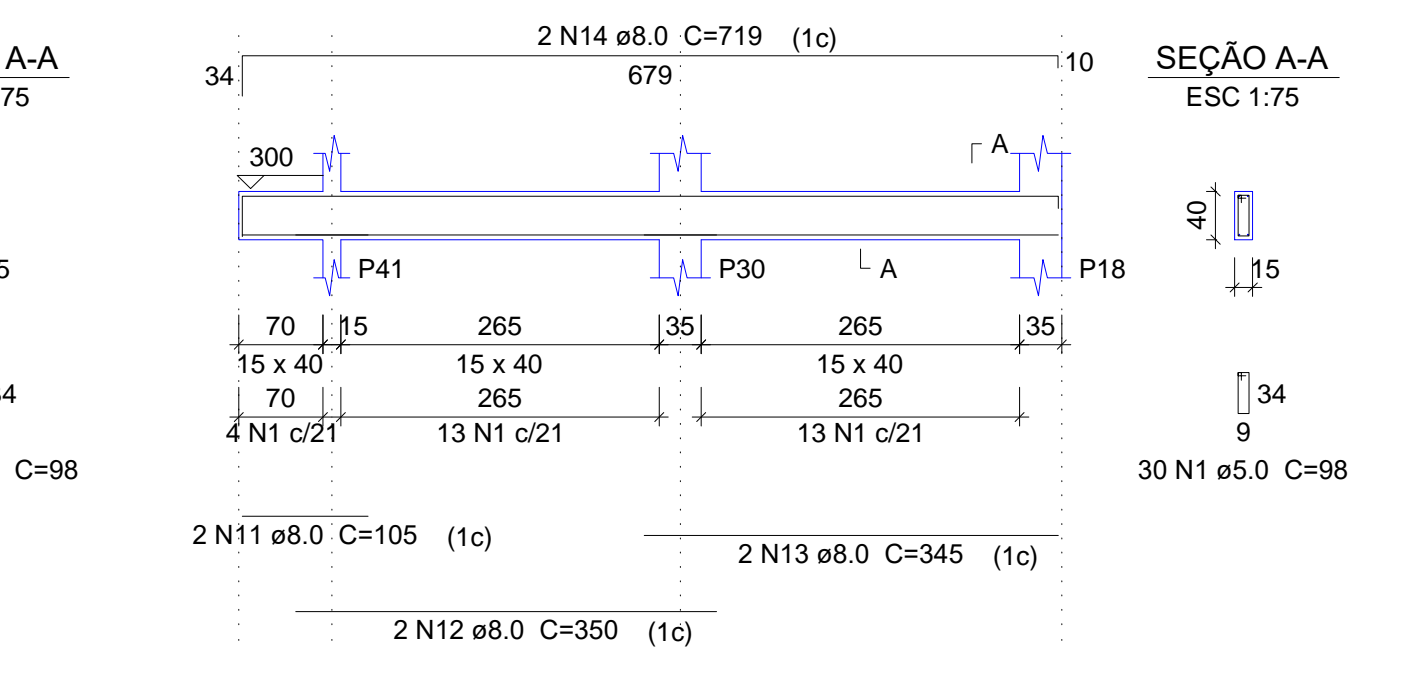 2 N14 ø8.0 C=719 (1c)
A-A
SEÇÃO A-A
34
679
10
75
ESC 1:75
300
A
40
5
P41
P30
A
P18
15
70
15
265
35
265
35
15 x 40
15 x 40
15 x 40
70
265
265
34
4 N1 c/21
13 N1 c/21
13 N1 c/21
9
C=98
30 N1 ø5.0 C=98
2 N11 ø8.0 C=105 (1c)
2 N13 ø8.0 C=345 (1c)
2 N12 ø8.0 C=350 (1c)